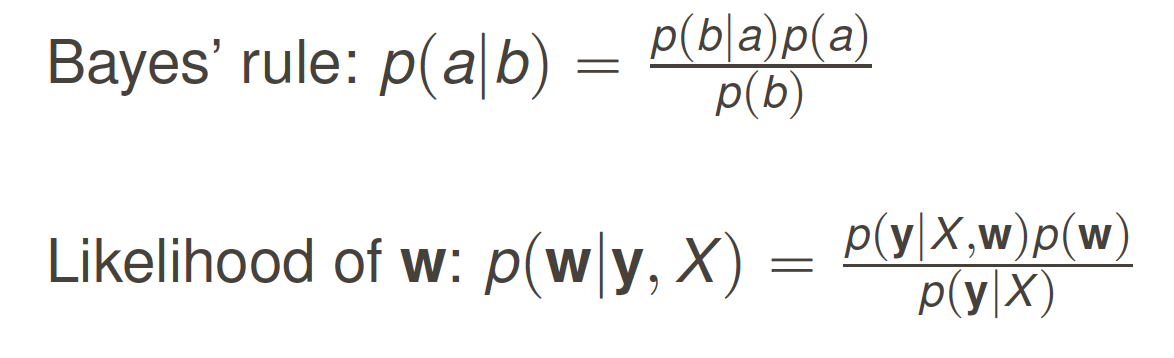 Bayes’ rule: p(a|b) = p(b|a)p(a) / p(b)
Likelihood of w: p(w|y, X) = p(y|X,w)p(w) / p(y|X)